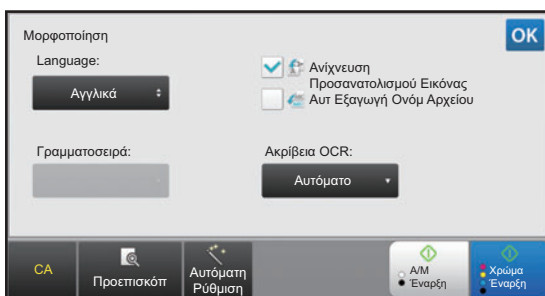 Μορφοποίηση
OK
Language:
Αγγλικά
Ανίχνευση
Προσανατολισμού Εικόνας
Αυτ Εξαγωγή Ονόμ Αρχείου
Γραμματοσειρά:
Ακρίβεια OCR:
Αυτόματο
CA
Προεπισκόπ
Αυτόματη
Ρύθμιση
Α/Μ
Έναρξη
Χρώμα
Έναρξη